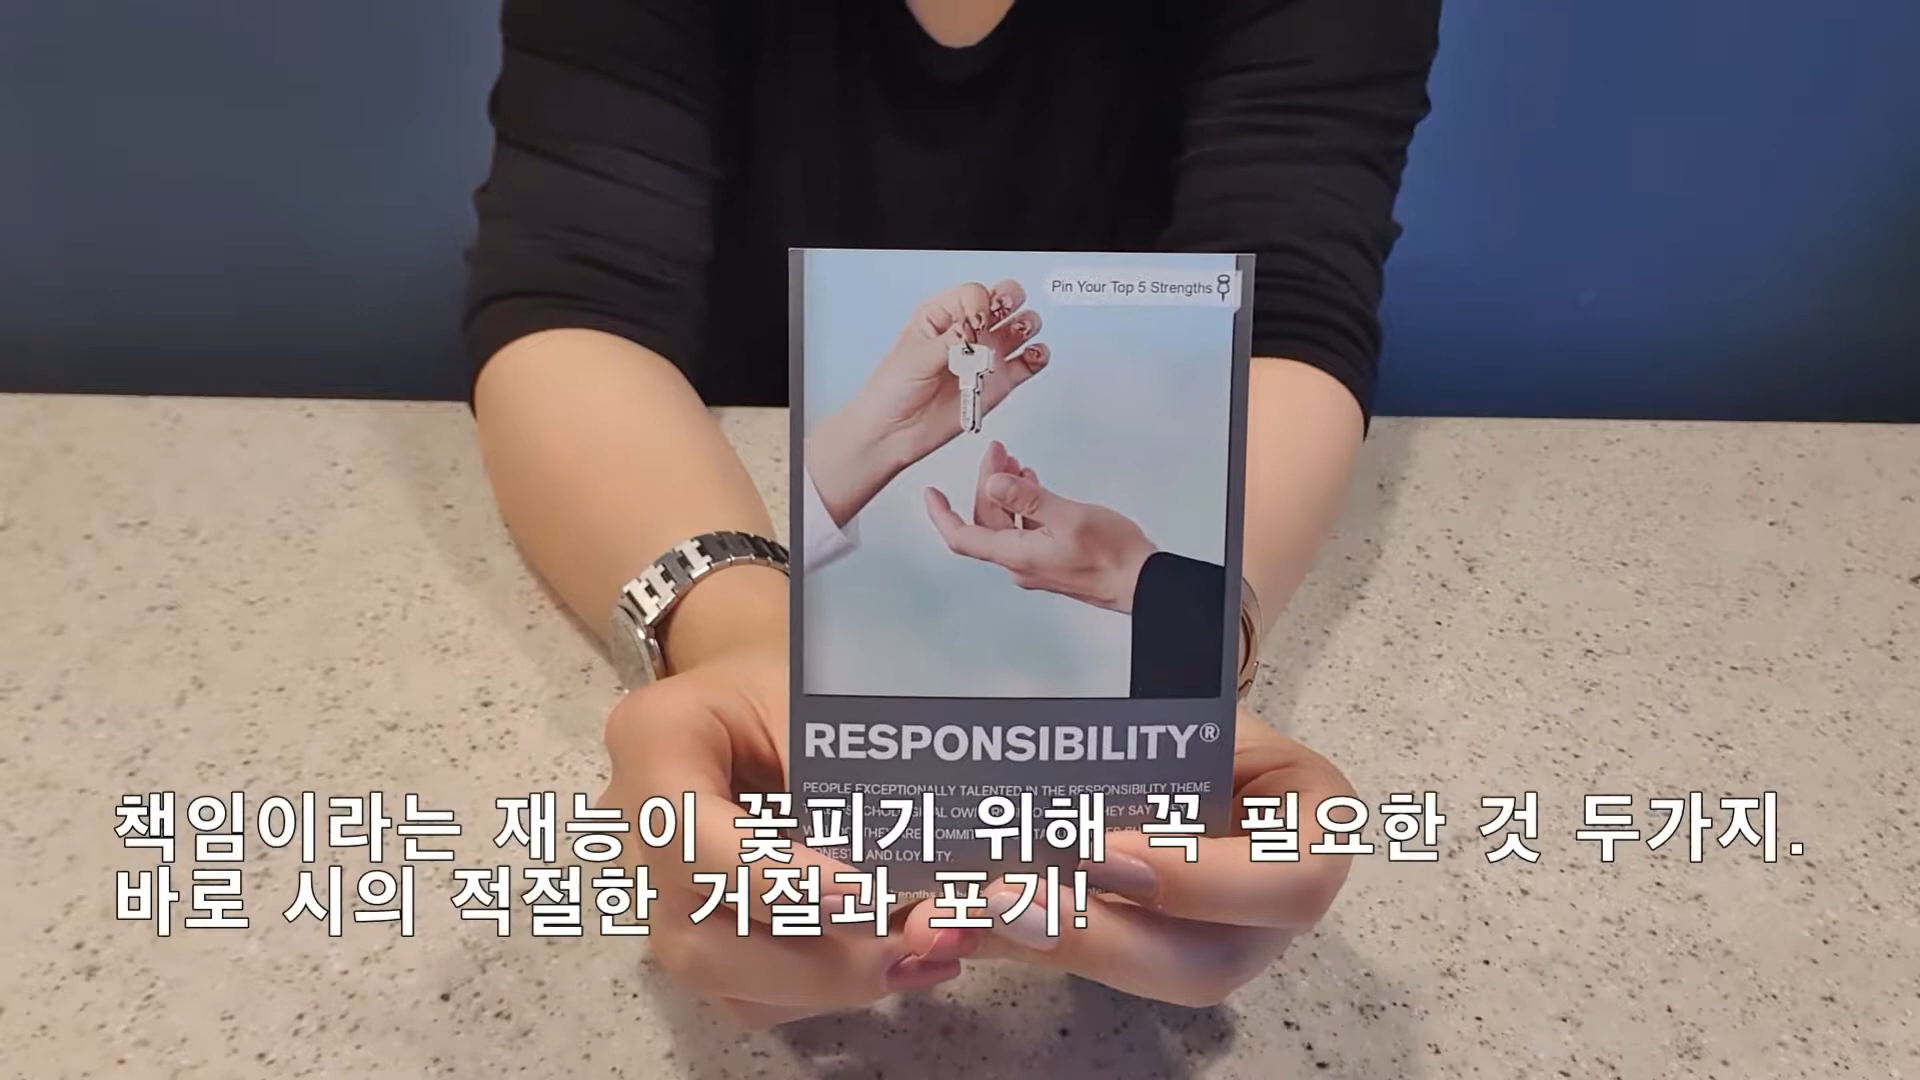 Pin Your Top 5 Strengths
RESPONSIBILITY®
PEOPLE EXCEPTIONALLY TALENTED IN THE RESPONSIBILITY THEME
AND
책임이라는 재능이 꽃피기 위해 꼭 필요한 것 두가지.
바로 시의 적절한 거절과 포기!